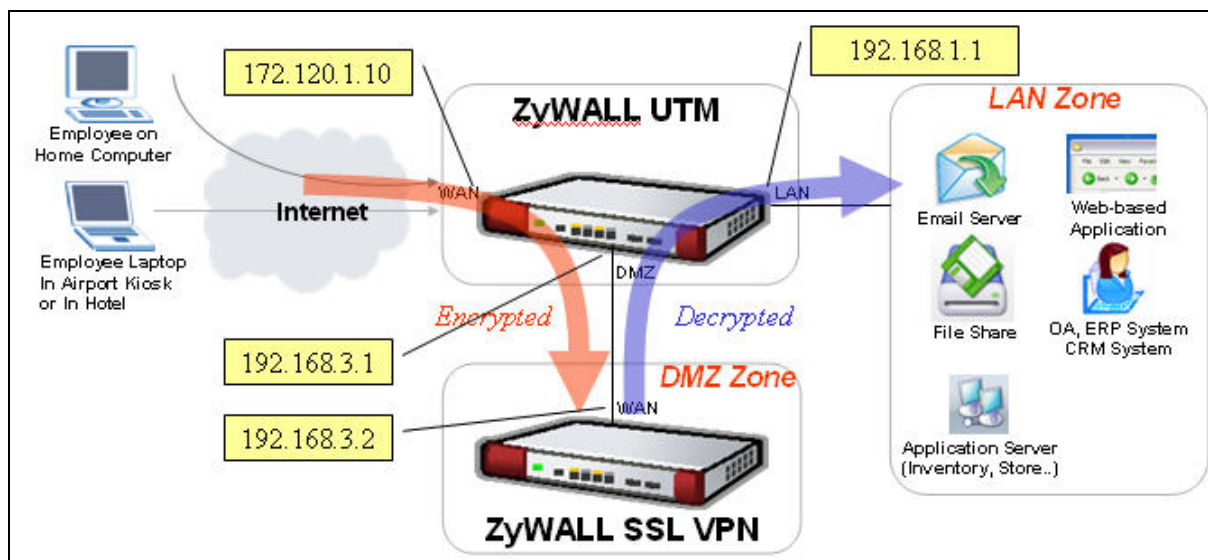 172.120.1.10
192.168.1.1
ZyWALL UTM
LAN Zone
Employee on
Home Computer
Internet
WAN
LAN
Email Server
Web-based
Application
Employee Laptop
In Airport Kiosk
or In Hotel
DMZ
Encrypted
Decrypted
File Share
OA, ERP System
CRM System
192.168.3.1
DMZ Zone
WAN
192.168.3.2
Application Server
(Inventory, Store..)
ZyWALL SSL VPN